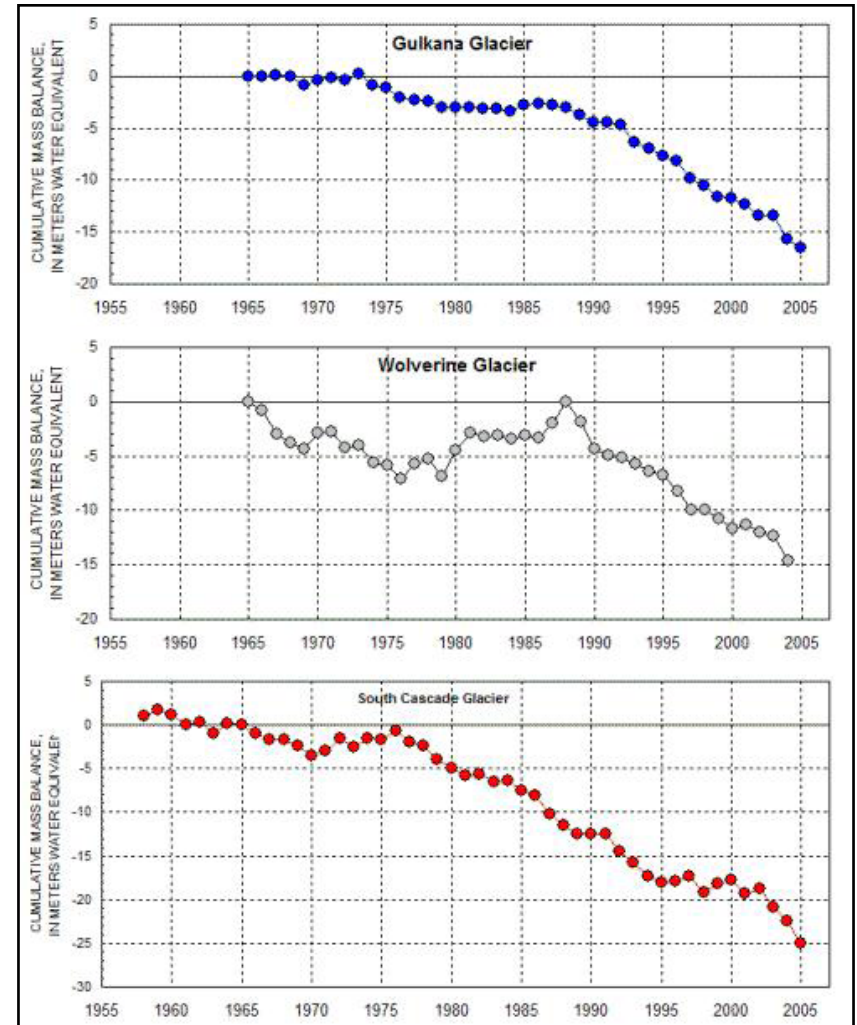 Gulkana Glacier
CUMULATIVE MASS BALANCE,
IN METERS WATER EQUIVALENT
5
0
-5
-10
-15
-20
1955 1960 1965 1970 1975 1980 1985 1990 1995 2000 2005
Wolverine Glacier
CUMULATIVE MASS BALANCE,
IN METERS WATER EQUIVALENT
5
0
-5
-10
-15
-20
1955 1960 1965 1970 1975 1980 1985 1990 1995 2000 2005
South Cascade Glacier
CUMULATIVE MASS BALANCE,
IN METERS WATER EQUIVALEN
5
0
-5
-10
-15
-20
-25
-30
1955 1960 1965 1970 1975 1980 1985 1990 1995 2000 2005